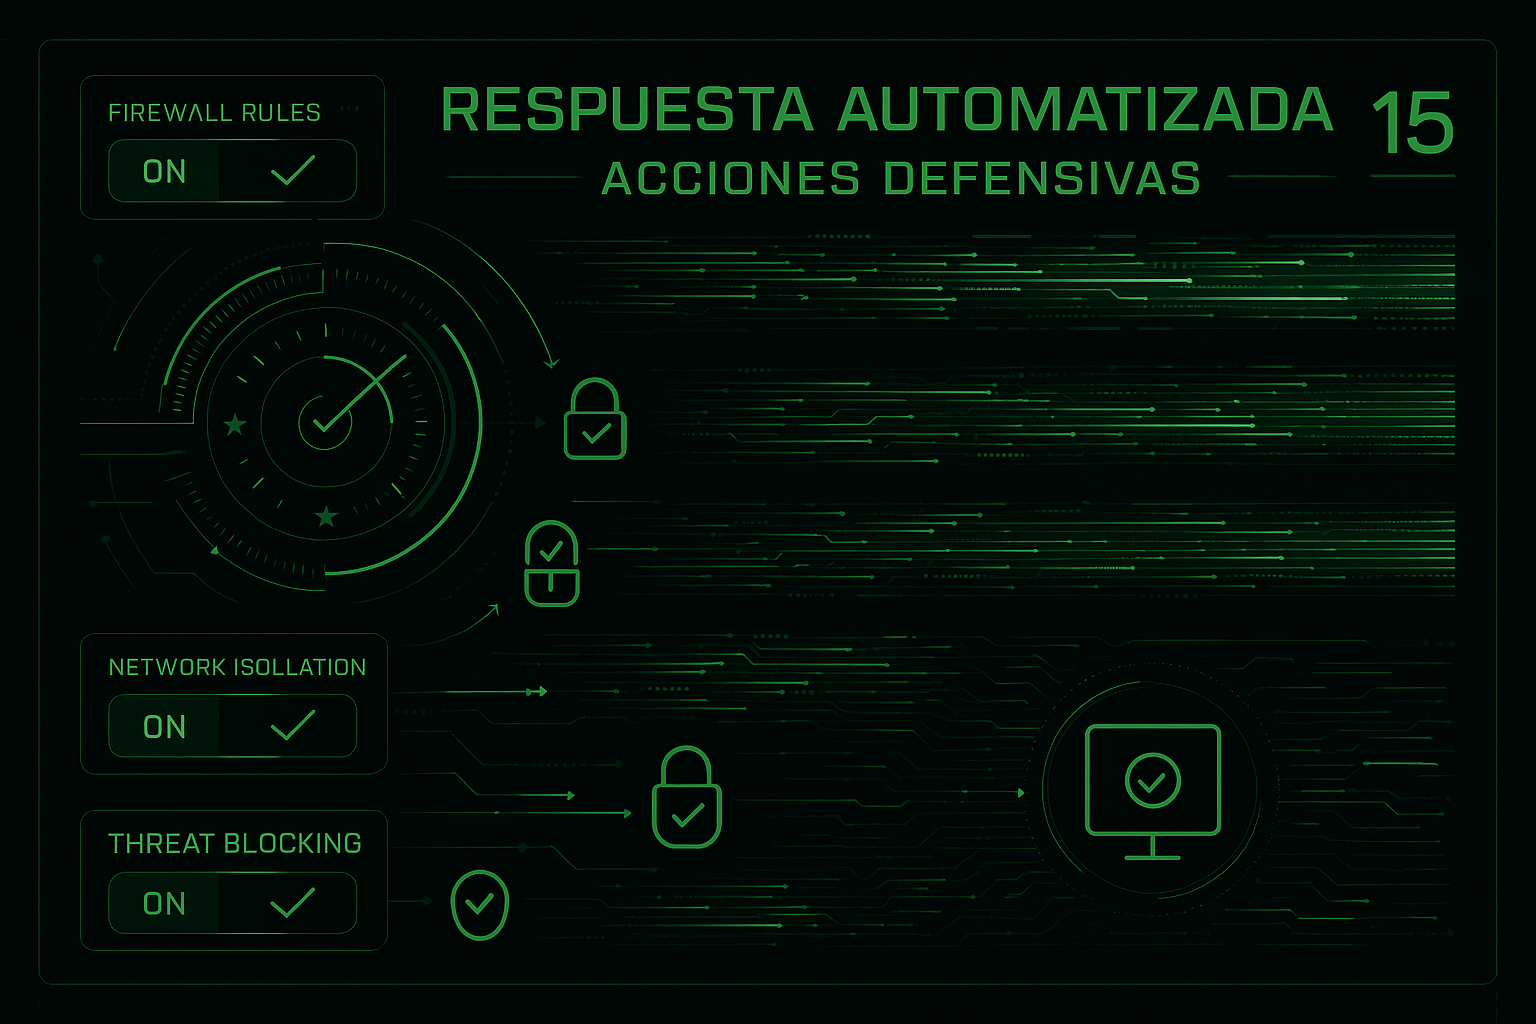 FIREWALL RULES
ON
RESPUESTA AUTOMATIZADA
15
ACCIONES DEFENSIVAS
NETWORK ISOLLATION
ON
THREAT BLOCKING
ON